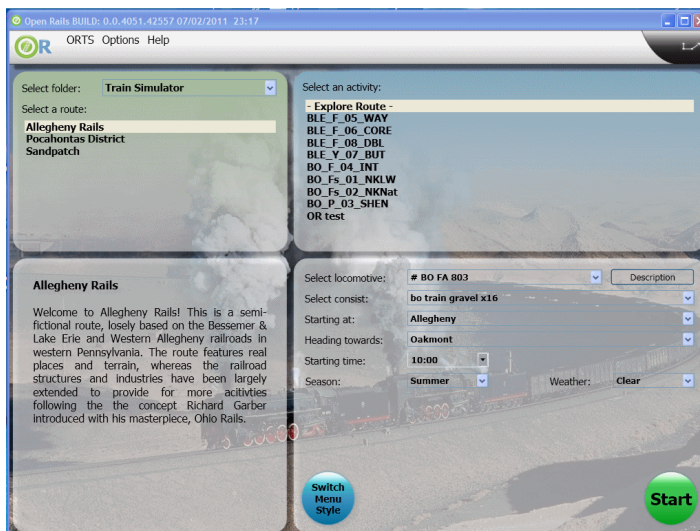 Open Rails BUILD: 0.0.4051.42557 07/02/2011 23:17
OR ORTS Options Help
Select folder: Train Simulator
Select a route:
Allegheny Rails
Pocahontas District
Sandpatch
Select an activity:
- Explore Route -
BLE_F_05_WAY
BLE_F_06_CORE
BLE_F_08_DBL
BLE_Y_07_BUT
BO_F_04_INT
BO_Fs_01_NKLW
BO_Fs_02_NKNat
BO_P_03_SHEN
OR test
Allegheny Rails
Welcome to Allegheny Rails! This is a semi-
fictional route, losely based on the Bessemer &
Lake Erie and Western Allegheny railroads in
western Pennsylvania. The route features real
places and terrain, whereas the railroad
structures and industries have been largely
extended to provide for more acitivties
following the the concept Richard Garber
introduced with his masterpiece, Ohio Rails.
Select locomotive: # BO FA 803 Description
Select consist: bo train gravel x16
Starting at: Allegheny
Heading towards: Oakmont
Starting time: 10:00
Season: Summer Weather: Clear
Switch
Menu
Style
Start